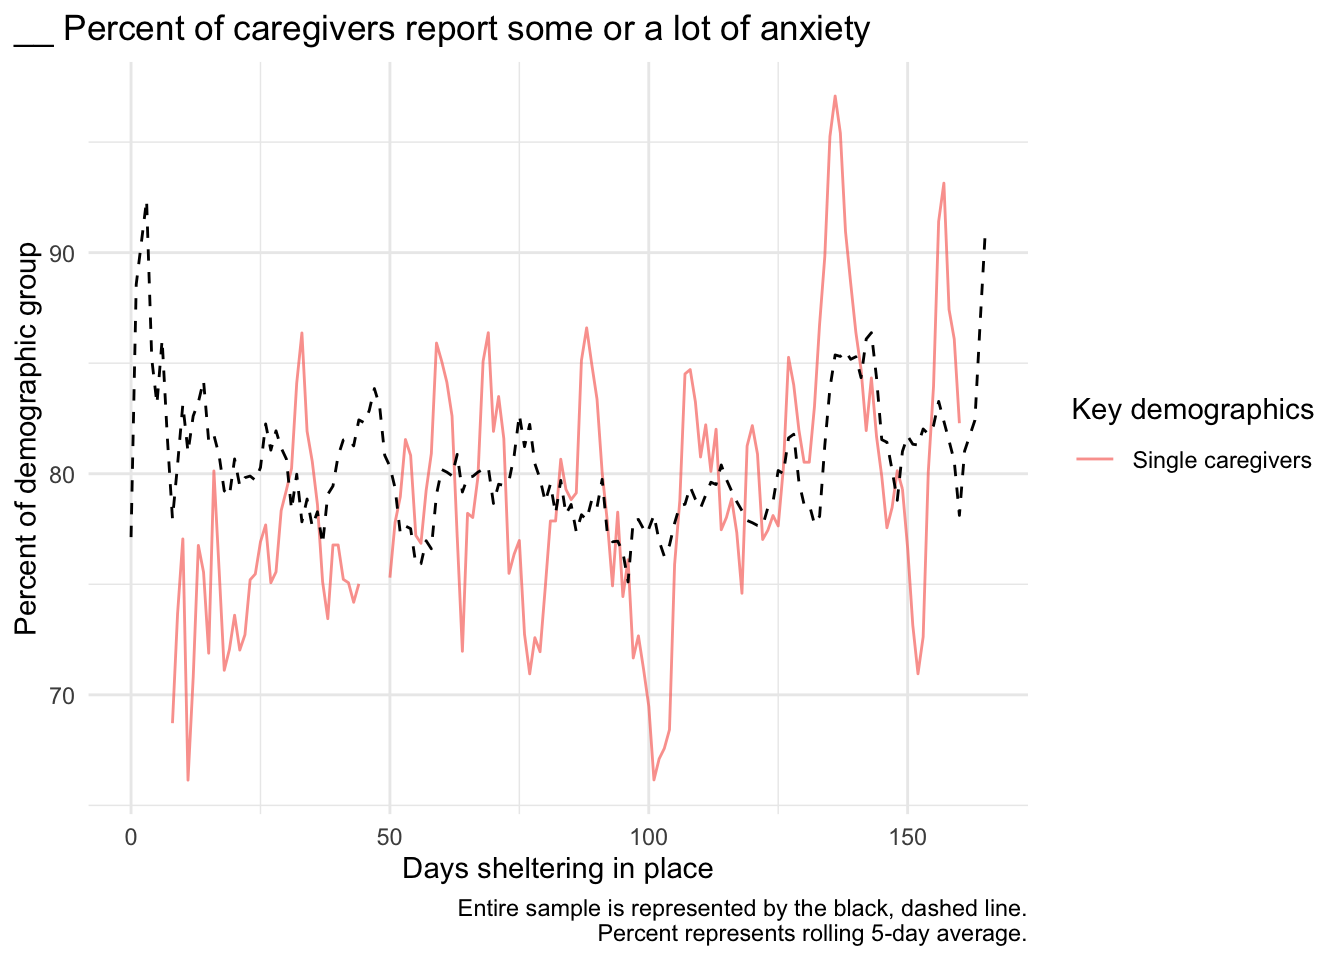 __ Percent of caregivers report some or a lot of anxiety
Percent of demographic group
90
80
70
0
50
100
150
Days sheltering in place
Key demographics
Single caregivers
Entire sample is represented by the black, dashed line.
Percent represents rolling 5-day average.